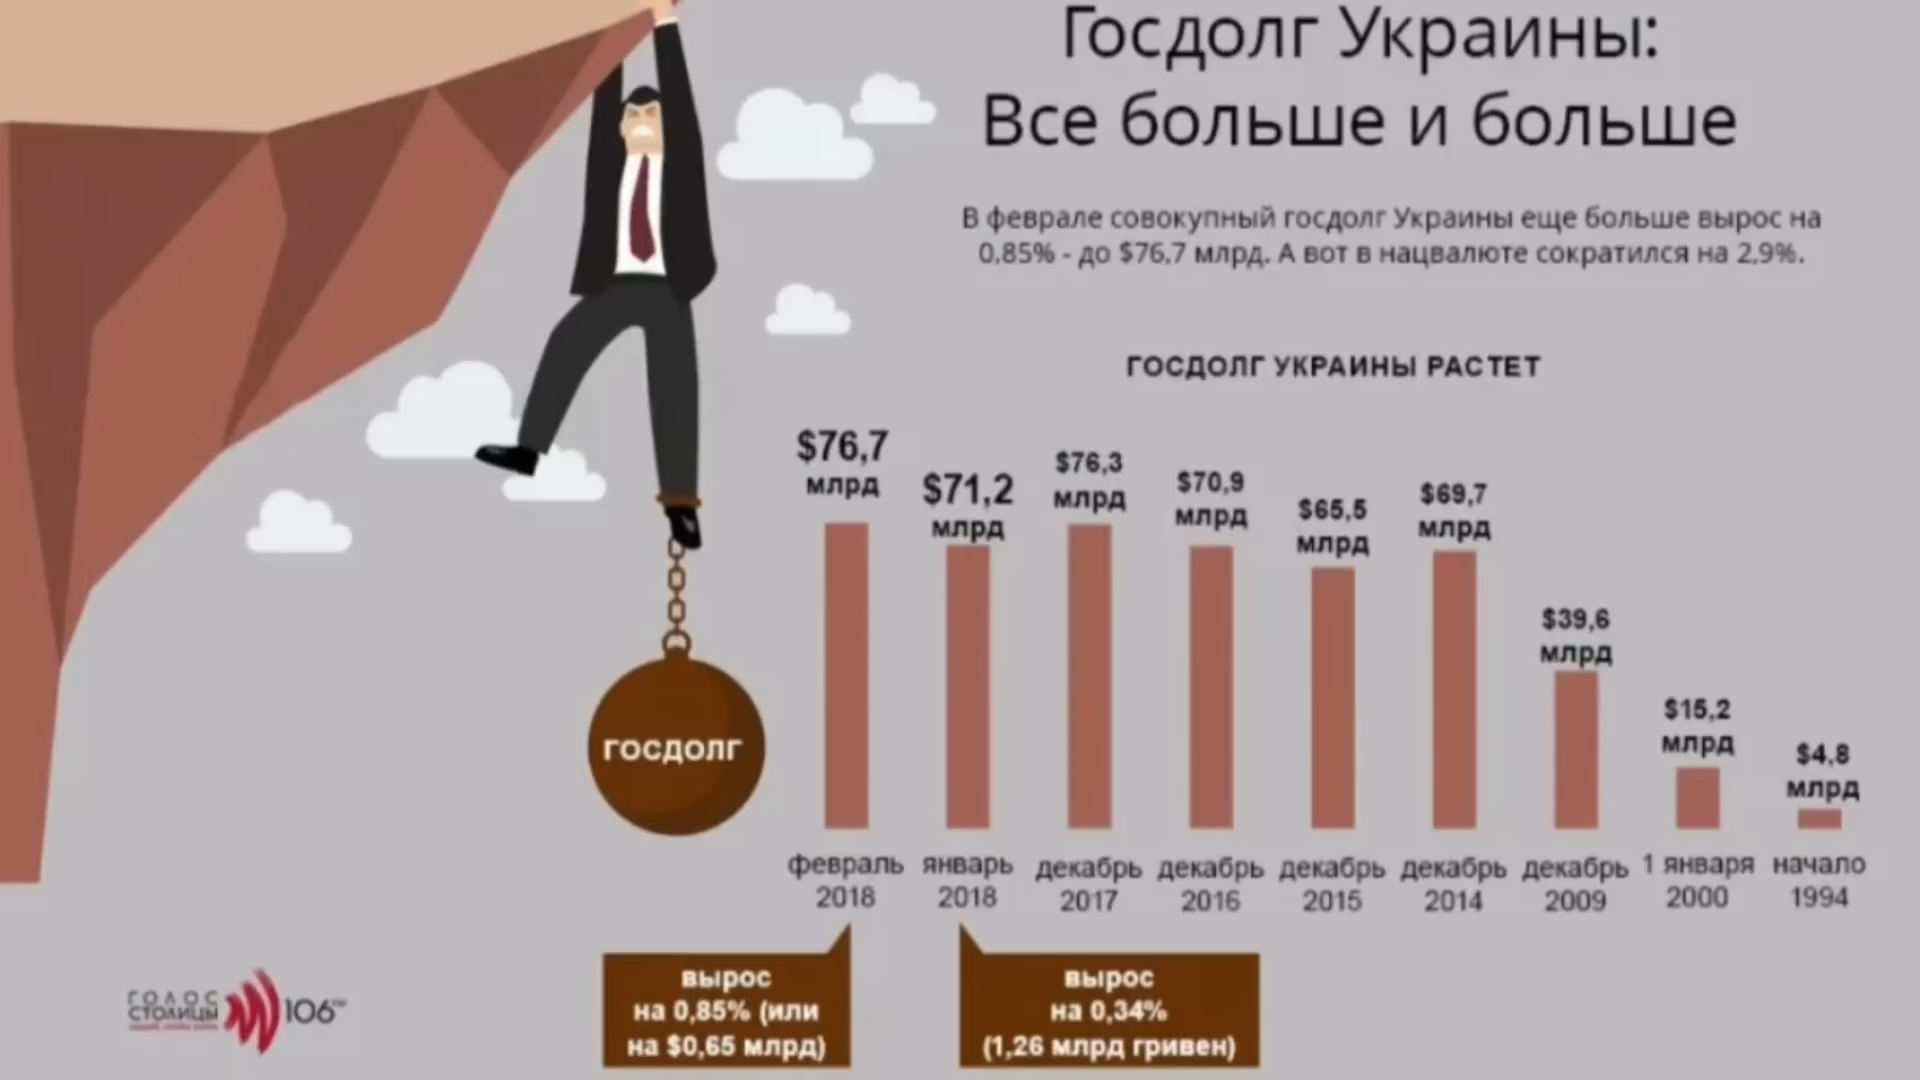 Госдолг Украины:
Все больше и больше
В феврале совокупный госдолг Украины еще больше вырос на
0,85% - до $76,7 млрд. А вот в нацвалюте сократился на 2,9%.
ГОСДОЛГ УКРАИНЫ РАСТЕТ
$76,7
млрд
$71,2
млрд
$76,3
млрд
$70,9
млрд
$65,5
млрд
$69,7
млрд
$39,6
млрд
$15,2
млрд
$4,8
млрд
ГОСДОЛГ
февраль
2018
январь
2018
декабрь
2017
декабрь
2016
декабрь
2015
декабрь
2014
декабрь
2009
1 января
2000
начало
1994
вырос
на 0,85% (или
на $0,65 млрд)
вырос
на 0,34%
(1,26 млрд гривен)
ГОЛОС
СТОЛИЦЫ
106